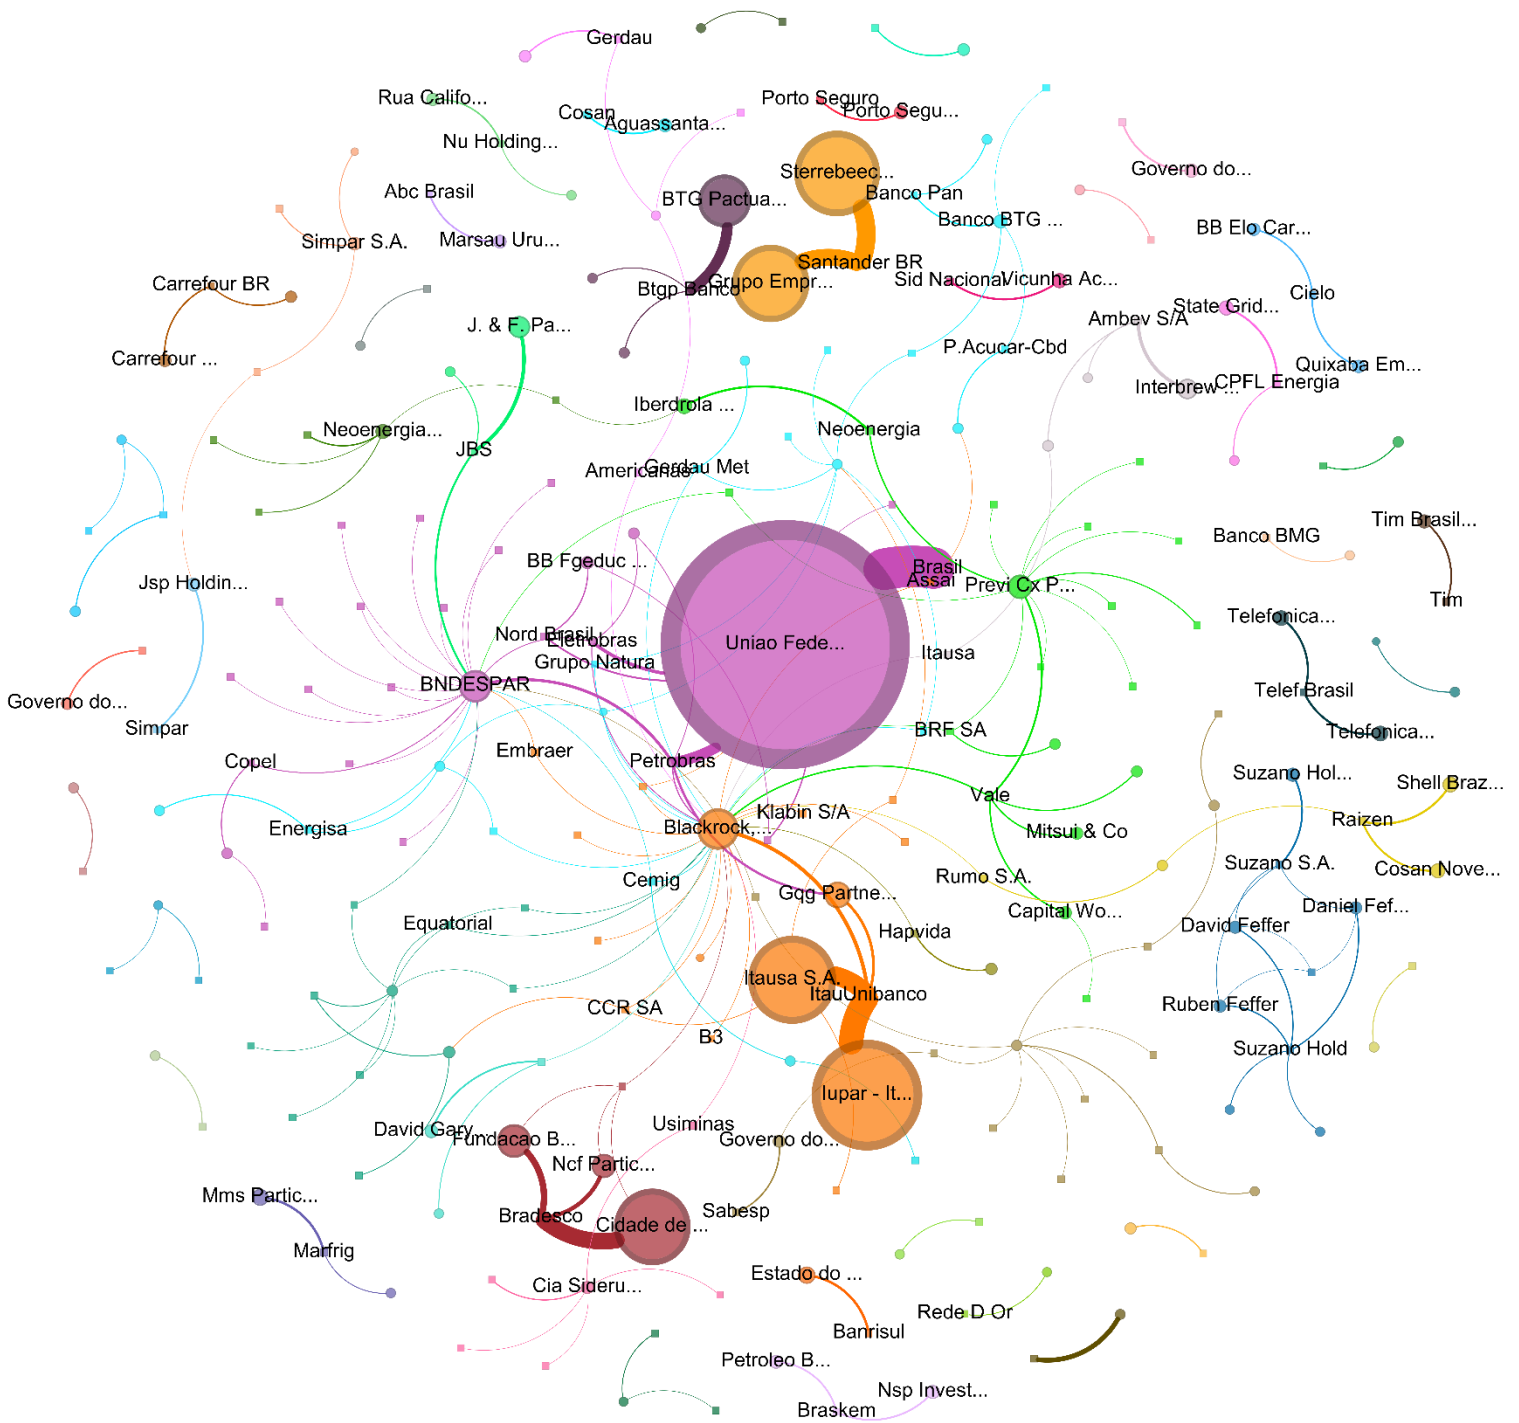 Gerdau
Rua Califo...
Cosan
Aguassanta...
Porto Seguro
Porto Segu...
Nu Holding...
Sterrebeec...
Governo do...
Abc Brasil
BTG Pactua...
Banco Pan
Banco BTG ...
BB Elo Car...
Marsau Uru...
Simpar S.A.
Santander BR
Grupo Empr...
Btgp Banco
Sid Nacional
Vicunha Ac...
Carrefour BR
Cielo
State Grid...
Ambev S/A
J. & F. Pa...
P.Acucar-Cbd
Carrefour ...
Quixaba Em...
Interbrew ...
CPFL Energia
Iberdrola ...
Neoenergia...
Neoenergia
JBS
Americanas
Gerdau Met
Tim Brasil...
Banco BMG
BB Fgeduc ...
Brasil
Assai
Previ Cx P...
Jsp Holdin...
Tim
Telefonica...
Nord Brasil
Eletrobras
Uniao Fede...
Itausa
Grupo Natura
BNDESPAR
Telef Brasil
Governo do...
Simpar
BRF SA
Telefonica...
Embraer
Copel
Petrobras
Suzano Hol...
Shell Braz...
Vale
Klabin S/A
Raizen
Energisa
Blackrock,...
Mitsui & Co
Suzano S.A.
Cosan Nove...
Cemig
Rumo S.A.
Gqg Partne...
Capital Wo...
Daniel Fef...
Equatorial
David Feffer
Hapvida
Itausa S.A.
ItauUnibanco
CCR SA
Ruben Feffer
B3
Suzano Hold
Iupar - It...
Usiminas
David Gary...
Fundacao B...
Governo do...
Ncf Partic...
Mms Partic...
Sabesp
Bradesco
Cidade de ...
Marfrig
Estado do ...
Cia Sideru...
Rede D Or
Banrisul
Petroleo B...
Nsp Invest...
Braskem